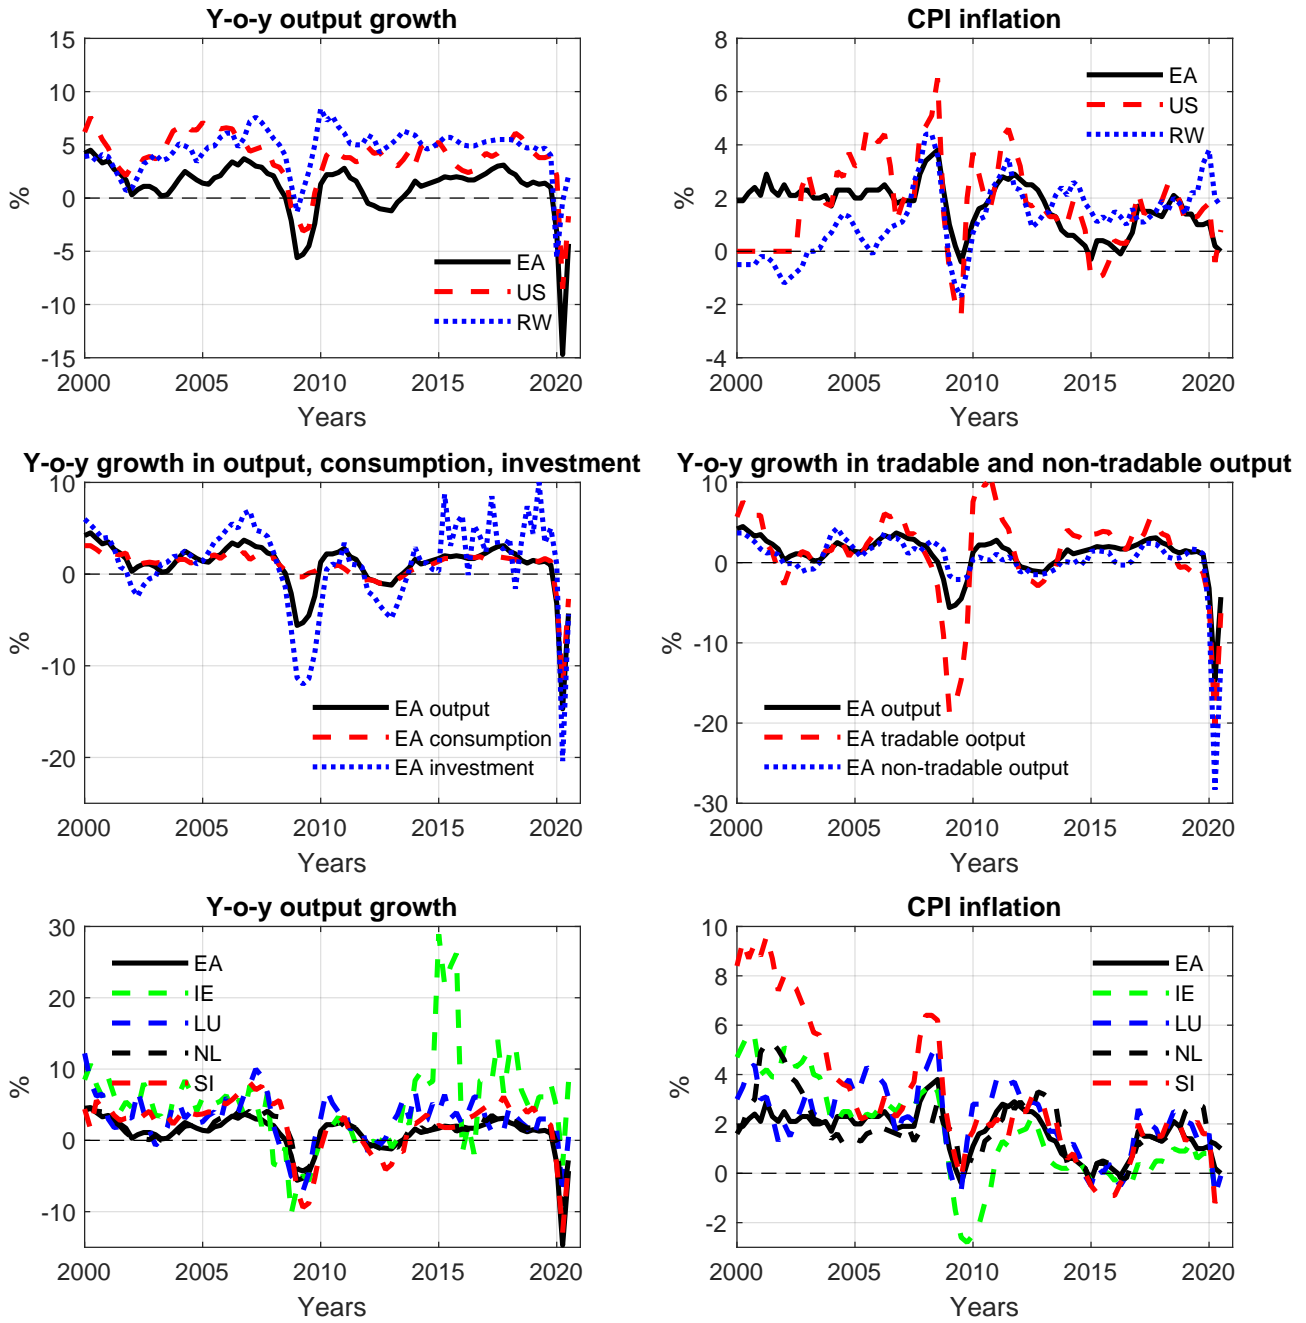 Y-o-y output growth
15
10
5
0
-5
-10
-15
%
EA
US
RW
2000 2005 2010 2015 2020
Years
CPI inflation
8
6
4
2
0
-2
-4
%
EA
US
RW
2000 2005 2010 2015 2020
Years
Y-o-y growth in output, consumption, investment
10
0
-10
-20
%
EA output
EA consumption
EA investment
2000 2005 2010 2015 2020
Years
Y-o-y growth in tradable and non-tradable output
10
0
-10
-20
-30
%
EA output
EA tradable ootput
EA non-tradable output
2000 2005 2010 2015 2020
Years
Y-o-y output growth
30
20
10
0
-10
%
EA
IE
LU
NL
SI
2000 2005 2010 2015 2020
Years
CPI inflation
10
8
6
4
2
0
-2
%
EA
IE
LU
NL
SI
2000 2005 2010 2015 2020
Years